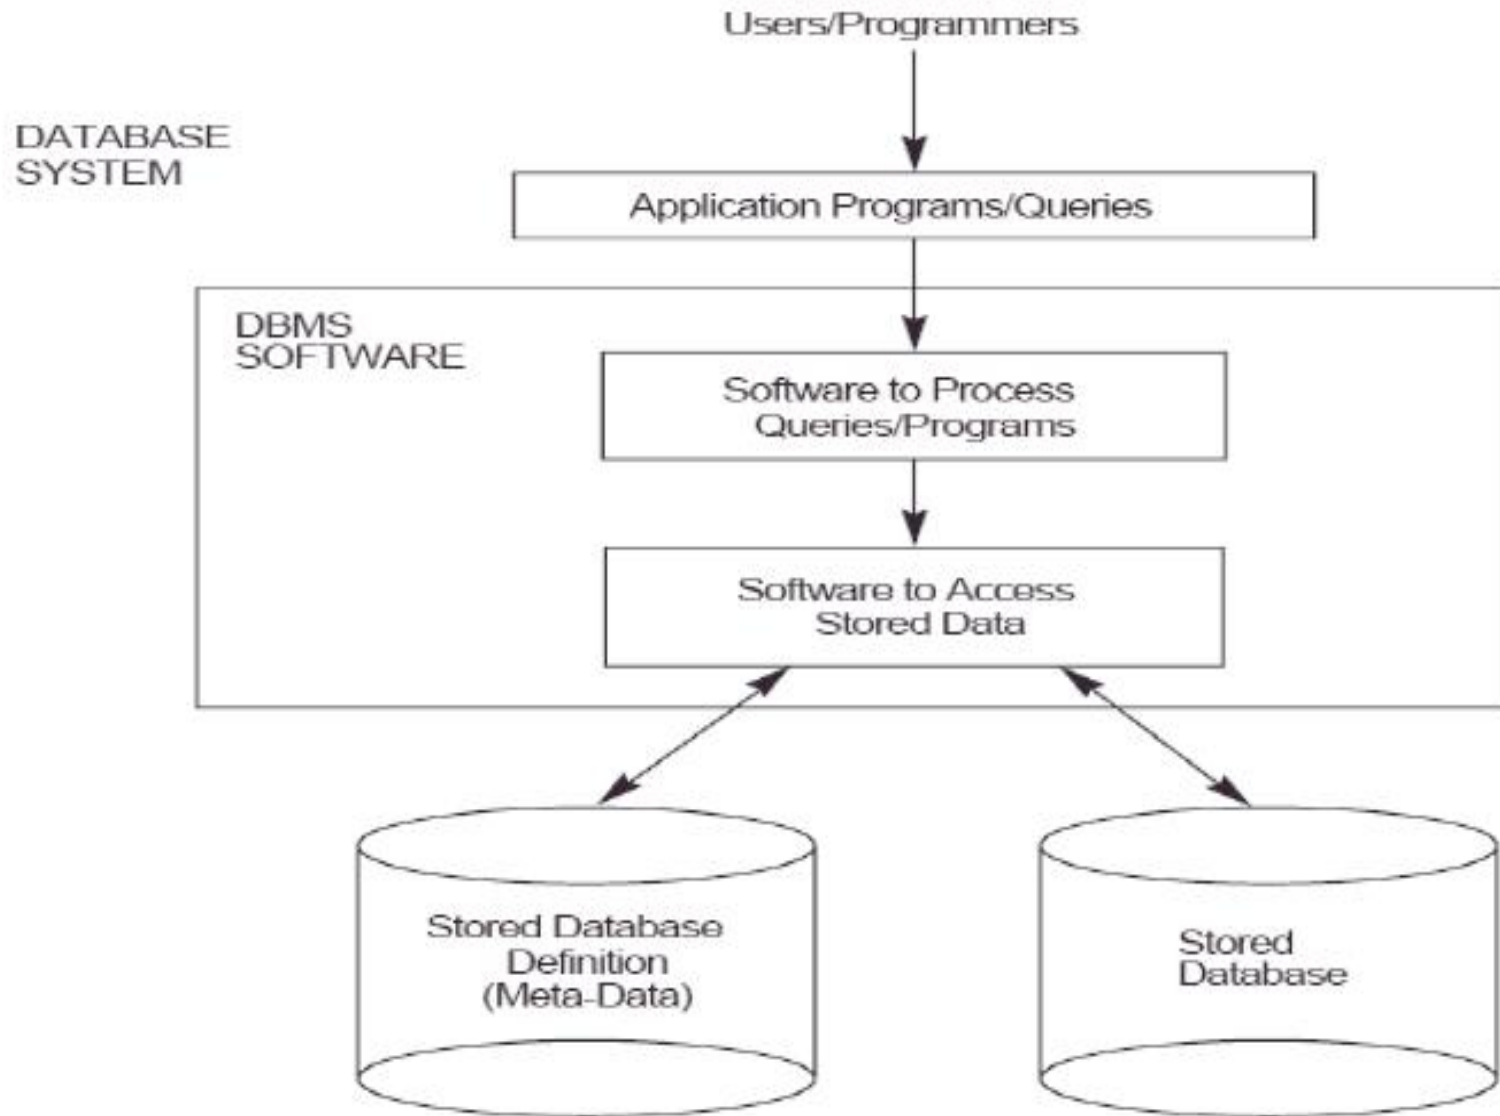 Users/Programmers
DATABASE
SYSTEM
Application Programs/Queries
DBMS
SOFTWARE
Software to Process
Queries/Programs
Software to Access
Stored Data
Stored Database
Definition
(Meta-Data)
Stored
Database